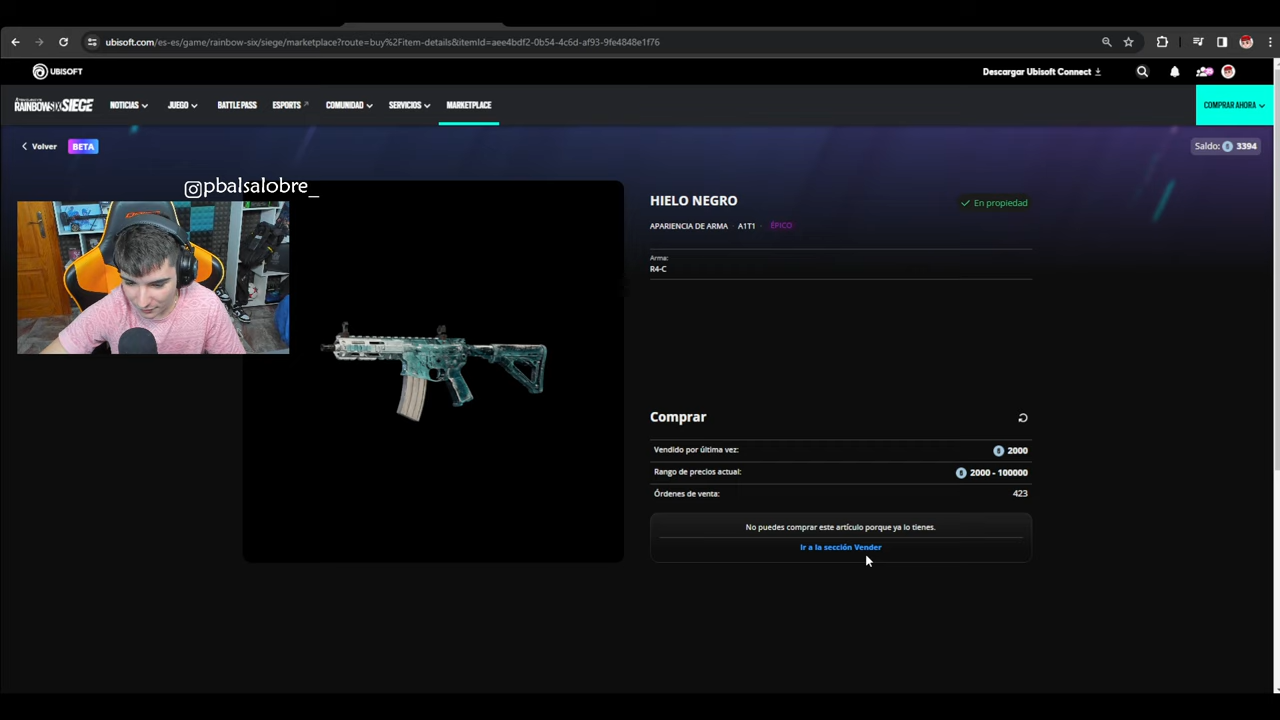 ubisoft.com/es-es/game/rainbow-six/siege/marketplace?route=buy%2Fitem-details&itemId=aee4bdf2-0b54-4c6d-af93-9fe4848e1f76
UBISOFT
Descargar Ubisoft Connect
RAINBOWSIX SIEGE
NOTICIAS
JUEGO
BATTLE PASS
ESPORTS
COMUNIDAD
SERVICIOS
MARKETPLACE
COMPRAR AHORA
Volver
BETA
Saldo: 3394
pbalsalobre_
HIELO NEGRO
En propiedad
APARIENCIA DE ARMA · A1T1 · ÉPICO
Arma:
R4-C
Comprar
Vendido por última vez: 2000
Rango de precios actual: 2000 - 100000
Órdenes de venta: 423
No puedes comprar este artículo porque ya lo tienes.
Ir a la sección Vender